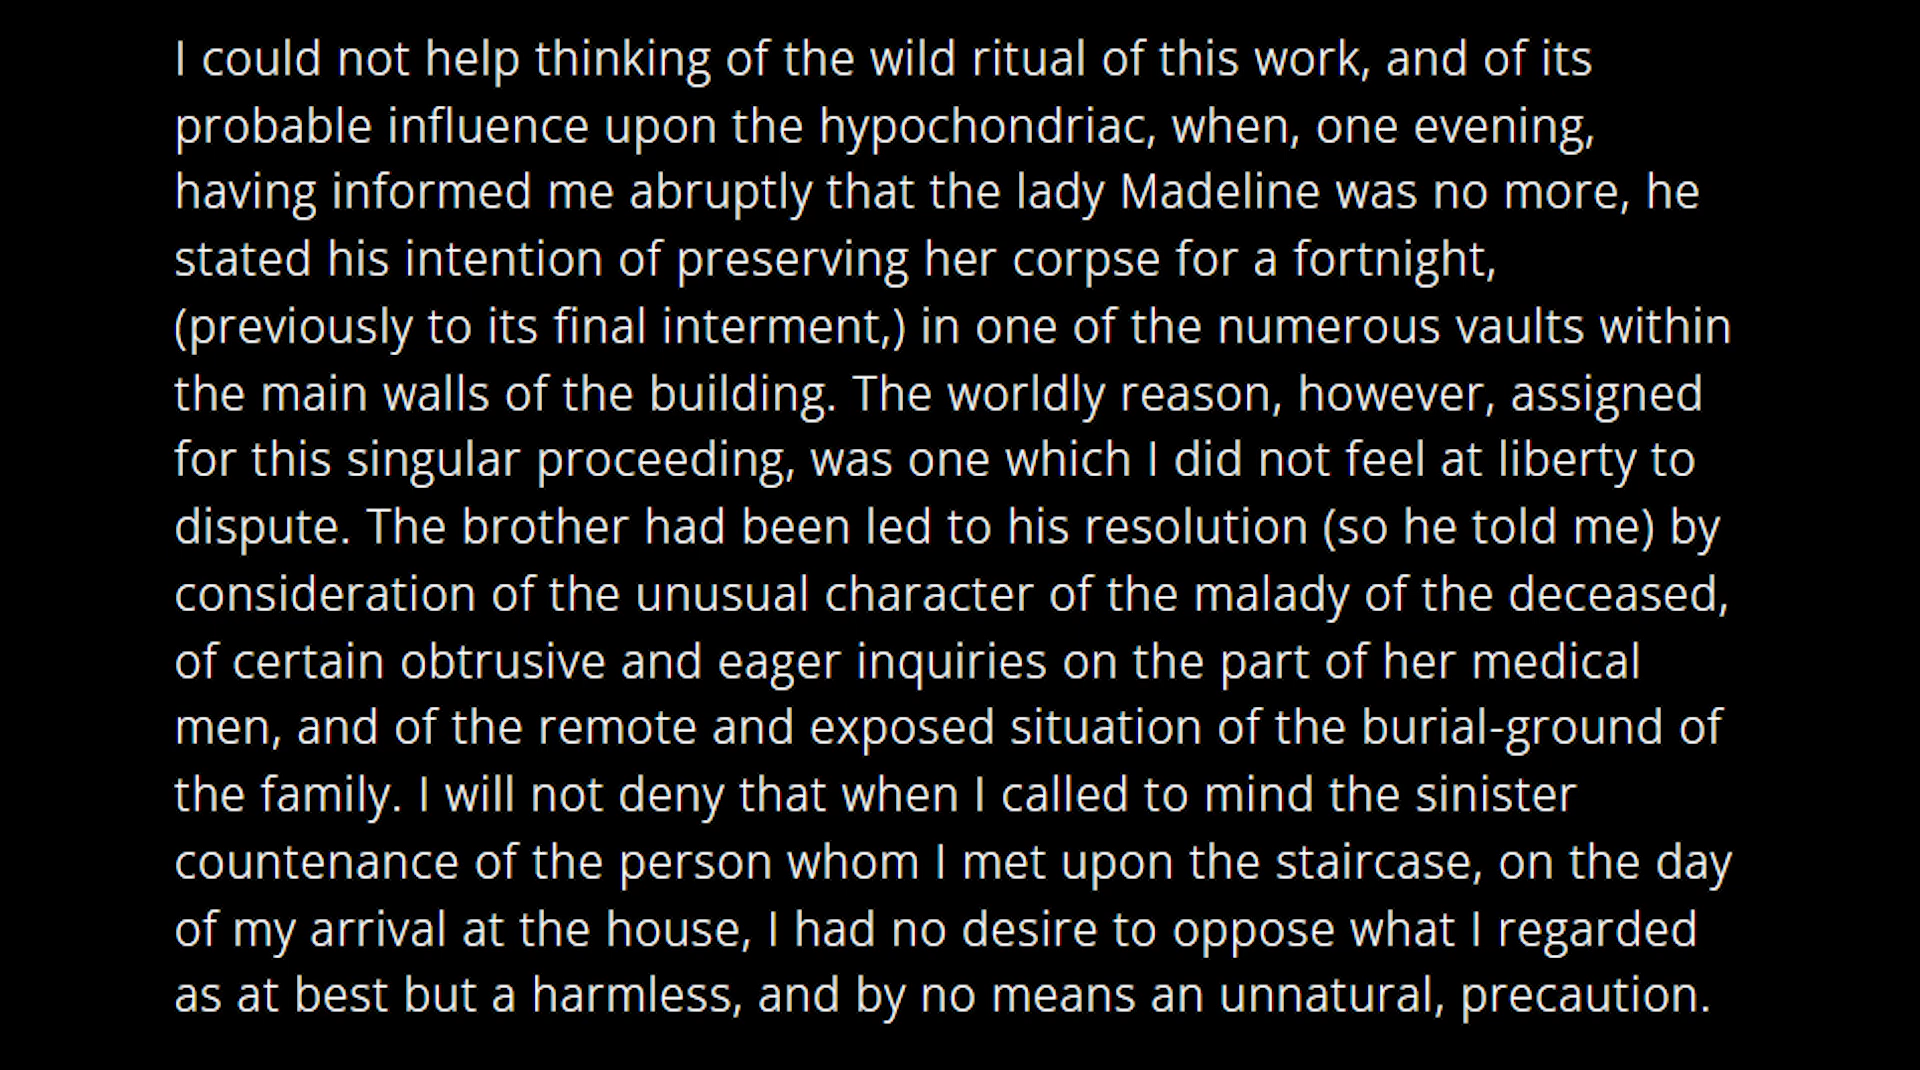 I could not help thinking of the wild ritual of this work, and of its
probable influence upon the hypochondriac, when, one evening,
having informed me abruptly that the lady Madeline was no more, he
stated his intention of preserving her corpse for a fortnight,
(previously to its final interment,) in one of the numerous vaults within
the main walls of the building. The worldly reason, however, assigned
for this singular proceeding, was one which I did not feel at liberty to
dispute. The brother had been led to his resolution (so he told me) by
consideration of the unusual character of the malady of the deceased,
of certain obtrusive and eager inquiries on the part of her medical
men, and of the remote and exposed situation of the burial-ground of
the family. I will not deny that when I called to mind the sinister
countenance of the person whom I met upon the staircase, on the day
of my arrival at the house, I had no desire to oppose what I regarded
as at best but a harmless, and by no means an unnatural, precaution.